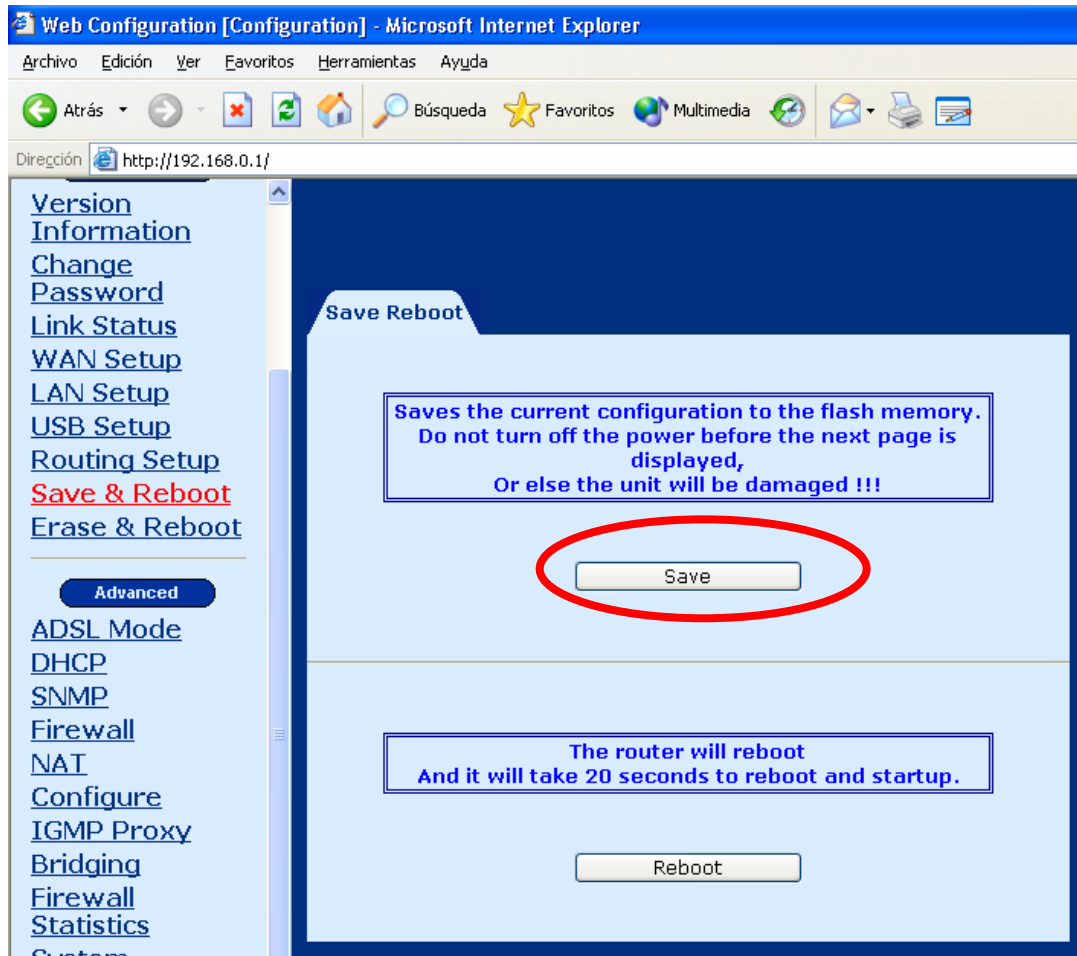 Web Configuration [Configuration] - Microsoft Internet Explorer
Archivo Edición Ver Favoritos Herramientas Ayuda
Atrás Búsqueda Favoritos Multimedia
Dirección http://192.168.0.1/
Version
Information
Change
Password
Link Status
WAN Setup
LAN Setup
USB Setup
Routing Setup
Save & Reboot
Erase & Reboot
Advanced
ADSL Mode
DHCP
SNMP
Firewall
NAT
Configure
IGMP Proxy
Bridging
Firewall
Statistics
System
Save Reboot
Saves the current configuration to the flash memory.
Do not turn off the power before the next page is
displayed,
Or else the unit will be damaged !!!
Save
The router will reboot
And it will take 20 seconds to reboot and startup.
Reboot